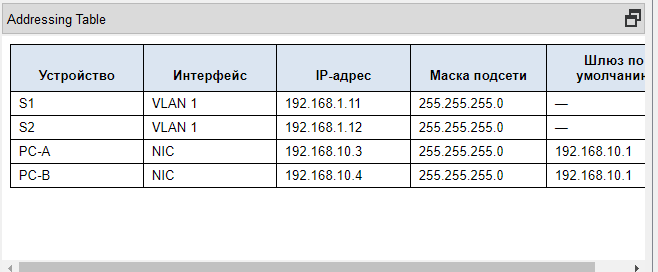 Addressing Table
Устройство Интерфейс IP-адрес Маска подсети Шлюз по
умолчани
S1 VLAN 1 192.168.1.11 255.255.255.0 —
S2 VLAN 1 192.168.1.12 255.255.255.0 —
PC-A NIC 192.168.10.3 255.255.255.0 192.168.10.1
PC-B NIC 192.168.10.4 255.255.255.0 192.168.10.1